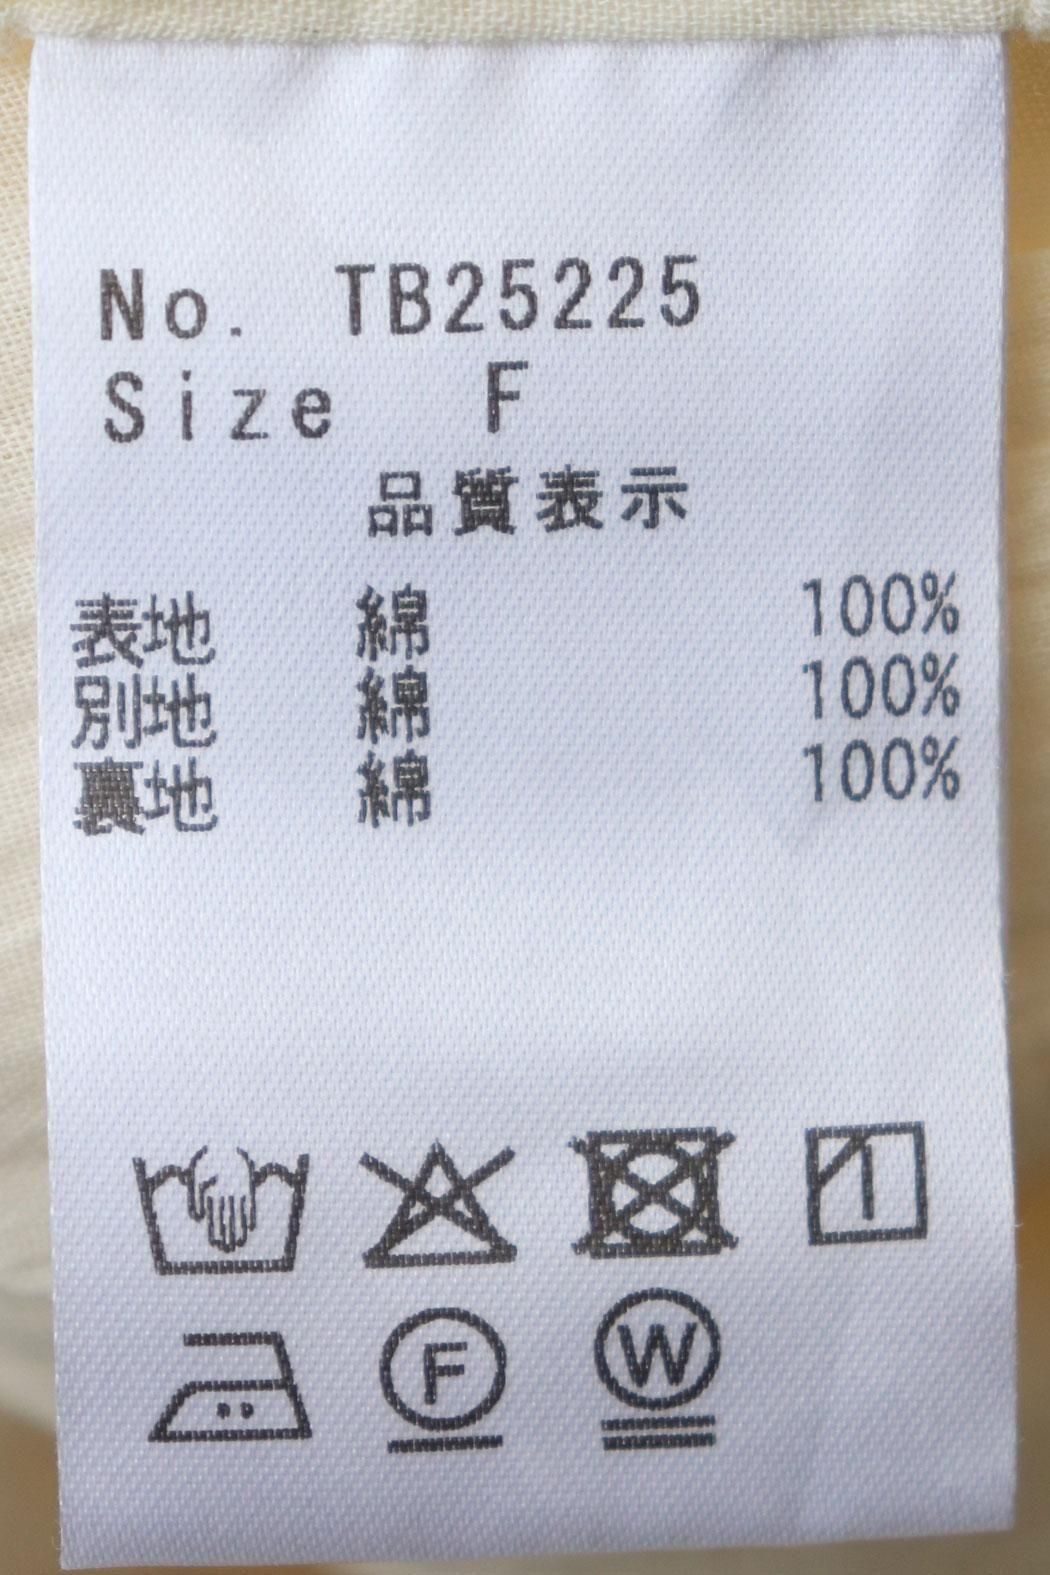 No. TB25225
Size F
品質表示
表地 綿 100%
別地 綿 100%
裏地 綿 100%
F
W